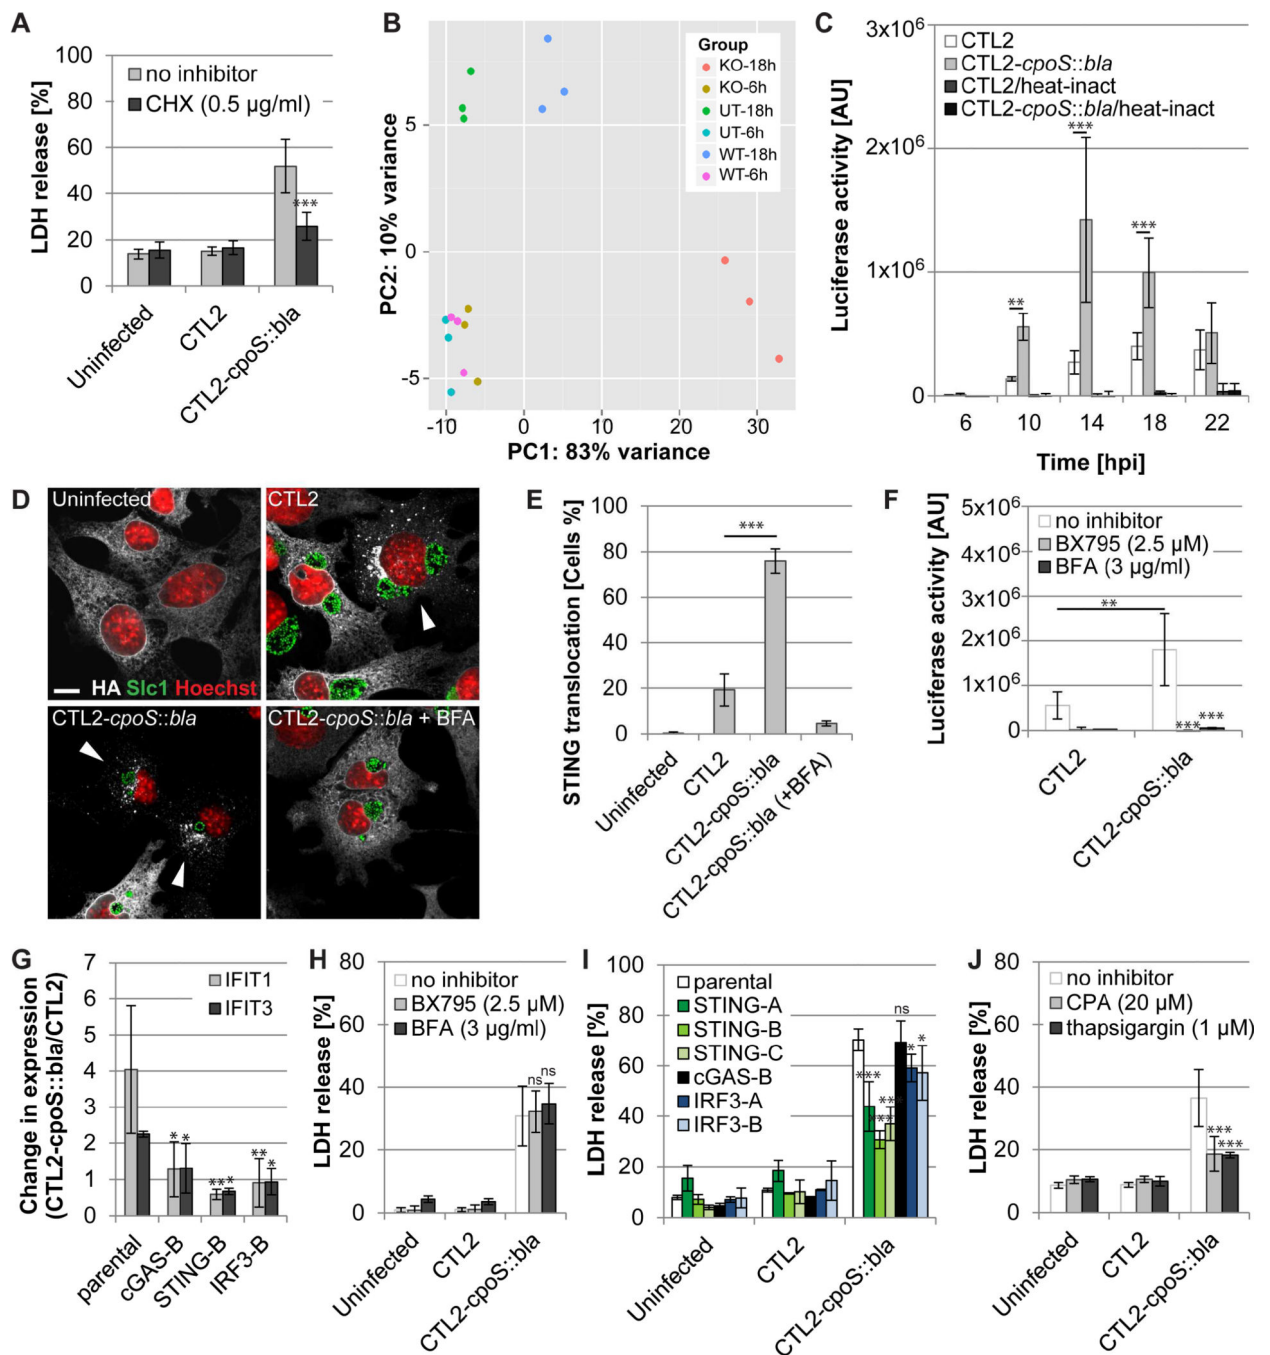 A
LDH release [%]
100
80
60
40
20
0
no inhibitor
CHX (0.5 µg/ml)
***
Uninfected
CTL2
CTL2-cpoS::bla
B
PC2: 10% variance
5
0
-5
-10
0
10
20
30
PC1: 83% variance
Group
KO-18h
KO-6h
UT-18h
UT-6h
WT-18h
WT-6h
C
Luciferase activity [AU]
3x10⁶
2x10⁶
1x10⁶
0
CTL2
CTL2-cpoS::bla
CTL2/heat-inact
CTL2-cpoS::bla/heat-inact
**
***
***
6
10
14
18
22
Time [hpi]
D
Uninfected
HA Slc1 Hoechst
CTL2
CTL2-cpoS::bla
CTL2-cpoS::bla + BFA
E
STING translocation [Cells %]
100
80
60
40
20
0
***
Uninfected
CTL2
CTL2-cpoS::bla
CTL2-cpoS::bla (+BFA)
F
Luciferase activity [AU]
5x10⁶
4x10⁶
3x10⁶
2x10⁶
1x10⁶
0
no inhibitor
BX795 (2.5 µM)
BFA (3 µg/ml)
**
***
***
CTL2
CTL2-cpoS::bla
G
Change in expression
(CTL2-cpoS::bla/CTL2)
7
6
5
4
3
2
1
0
IFIT1
IFIT3
*
*
**
*
**
*
parental
cGAS-B
STING-B
IRF3-B
H
LDH release [%]
80
60
40
20
0
no inhibitor
BX795 (2.5 µM)
BFA (3 µg/ml)
ns
ns
Uninfected
CTL2
CTL2-cpoS::bla
I
LDH release [%]
100
80
60
40
20
0
parental
STING-A
STING-B
STING-C
cGAS-B
IRF3-A
IRF3-B
***
***
***
ns
*
*
Uninfected
CTL2
CTL2-cpoS::bla
J
LDH release [%]
80
60
40
20
0
no inhibitor
CPA (20 µM)
thapsigargin (1 µM)
***
***
Uninfected
CTL2
CTL2-cpoS::bla